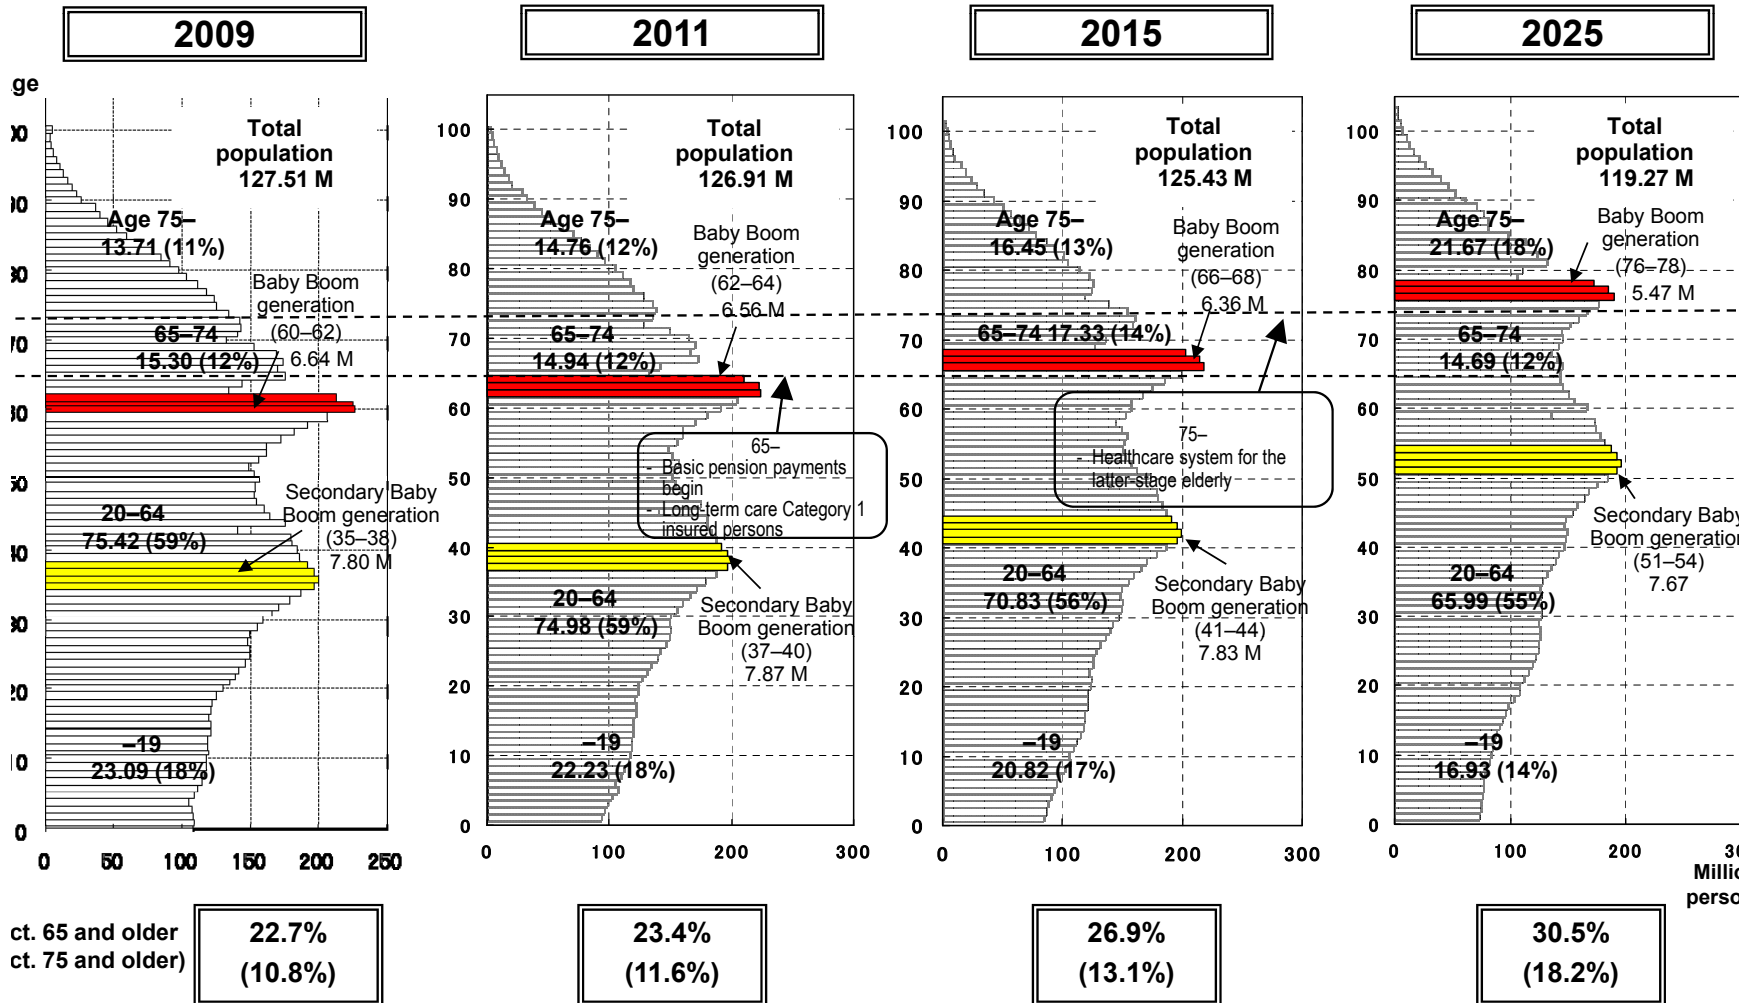 2009
2011
2015
2025
ge
Total
population
127.51 M
Age 75–
13.71 (11%)
Baby Boom
generation
(60–62)
6.64 M
65–74
15.30 (12%)
Secondary Baby
Boom generation
(35–38)
7.80 M
20–64
75.42 (59%)
–19
23.09 (18%)
0 50 100 150 200 250
100
90
80
70
60
50
40
30
20
10
0
Total
population
126.91 M
Age 75–
14.76 (12%)
Baby Boom
generation
(62–64)
6.56 M
65–74
14.94 (12%)
65–
- Basic pension payments
begin
- Long-term care Category 1
insured persons
20–64
74.98 (59%)
Secondary Baby
Boom generation
(37–40)
7.87 M
–19
22.23 (18%)
0 100 200 300
100
90
80
70
60
50
40
30
20
10
0
Total
population
125.43 M
Age 75–
16.45 (13%)
Baby Boom
generation
(66–68)
6.36 M
65–74 17.33 (14%)
75–
- Healthcare system for the
latter-stage elderly
20–64
70.83 (56%)
Secondary Baby
Boom generation
(41–44)
7.83 M
–19
20.82 (17%)
0 100 200 300
100
90
80
70
60
50
40
30
20
10
0
Total
population
119.27 M
Age 75–
21.67 (18%)
Baby Boom
generation
(76–78)
5.47 M
65–74
14.69 (12%)
Secondary Baby
Boom generation
(51–54)
7.67
20–64
65.99 (55%)
–19
16.93 (14%)
0 100 200 30
Millio
perso
ct. 65 and older
ct. 75 and older)
22.7%
(10.8%)
23.4%
(11.6%)
26.9%
(13.1%)
30.5%
(18.2%)